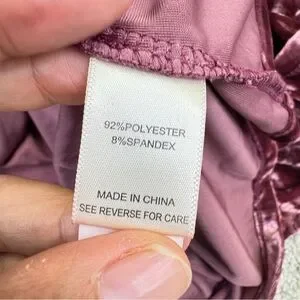 92%POLYESTER
8%SPANDEX
MADE IN CHINA
SEE REVERSE FOR CARE